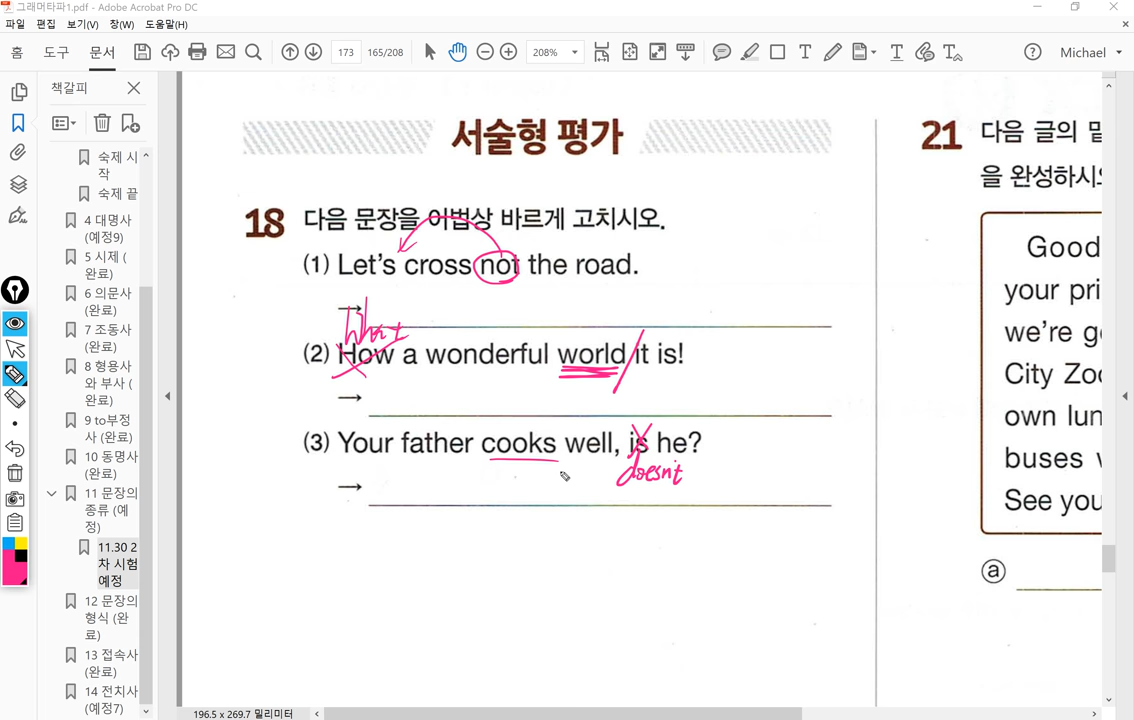 그래머타파1.pdf - Adobe Acrobat Pro DC
파일 편집 보기(V) 창(W) 도움말(H)
홈 도구 문서 173 165/208 208% Michael
책갈피
숙제 시
작
숙제 끝
4 대명사
(예정9)
5 시제 (
완료)
6 의문사
(완료)
7 조동사
(완료)
8 형용사
와 부사 (
완료)
9 to부정
사 (완료)
10 동명사
(완료)
11 문장의
종류 (예
정)
11.30 2
차 시험
예정
12 문장의
형식 (완
료)
13 접속사
(완료)
14 전치사
(예정7)
서술형 평가
18 다음 문장을 어법상 바르게 고치시오.
(1) Let's cross not the road.
→
What
(2) How a wonderful world it is!
→
(3) Your father cooks well, is he?
doesn't
→
21 다음 글의 밑
을 완성하시오
Good
your pri
we're go
City Zoo
own lun
buses w
See you
ⓐ
196.5 x 269.7 밀리미터